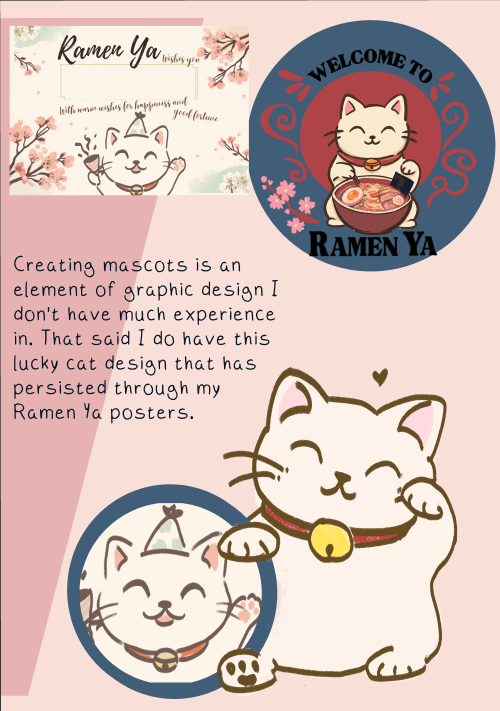 Ramen Ya wishes you
With warm wishes for happiness and
good fortune
WELCOME TO
RAMEN YA
Creating mascots is an
element of graphic design I
don't have much experience
in. That said I do have this
lucky cat design that has
persisted through my
Ramen Ya posters.